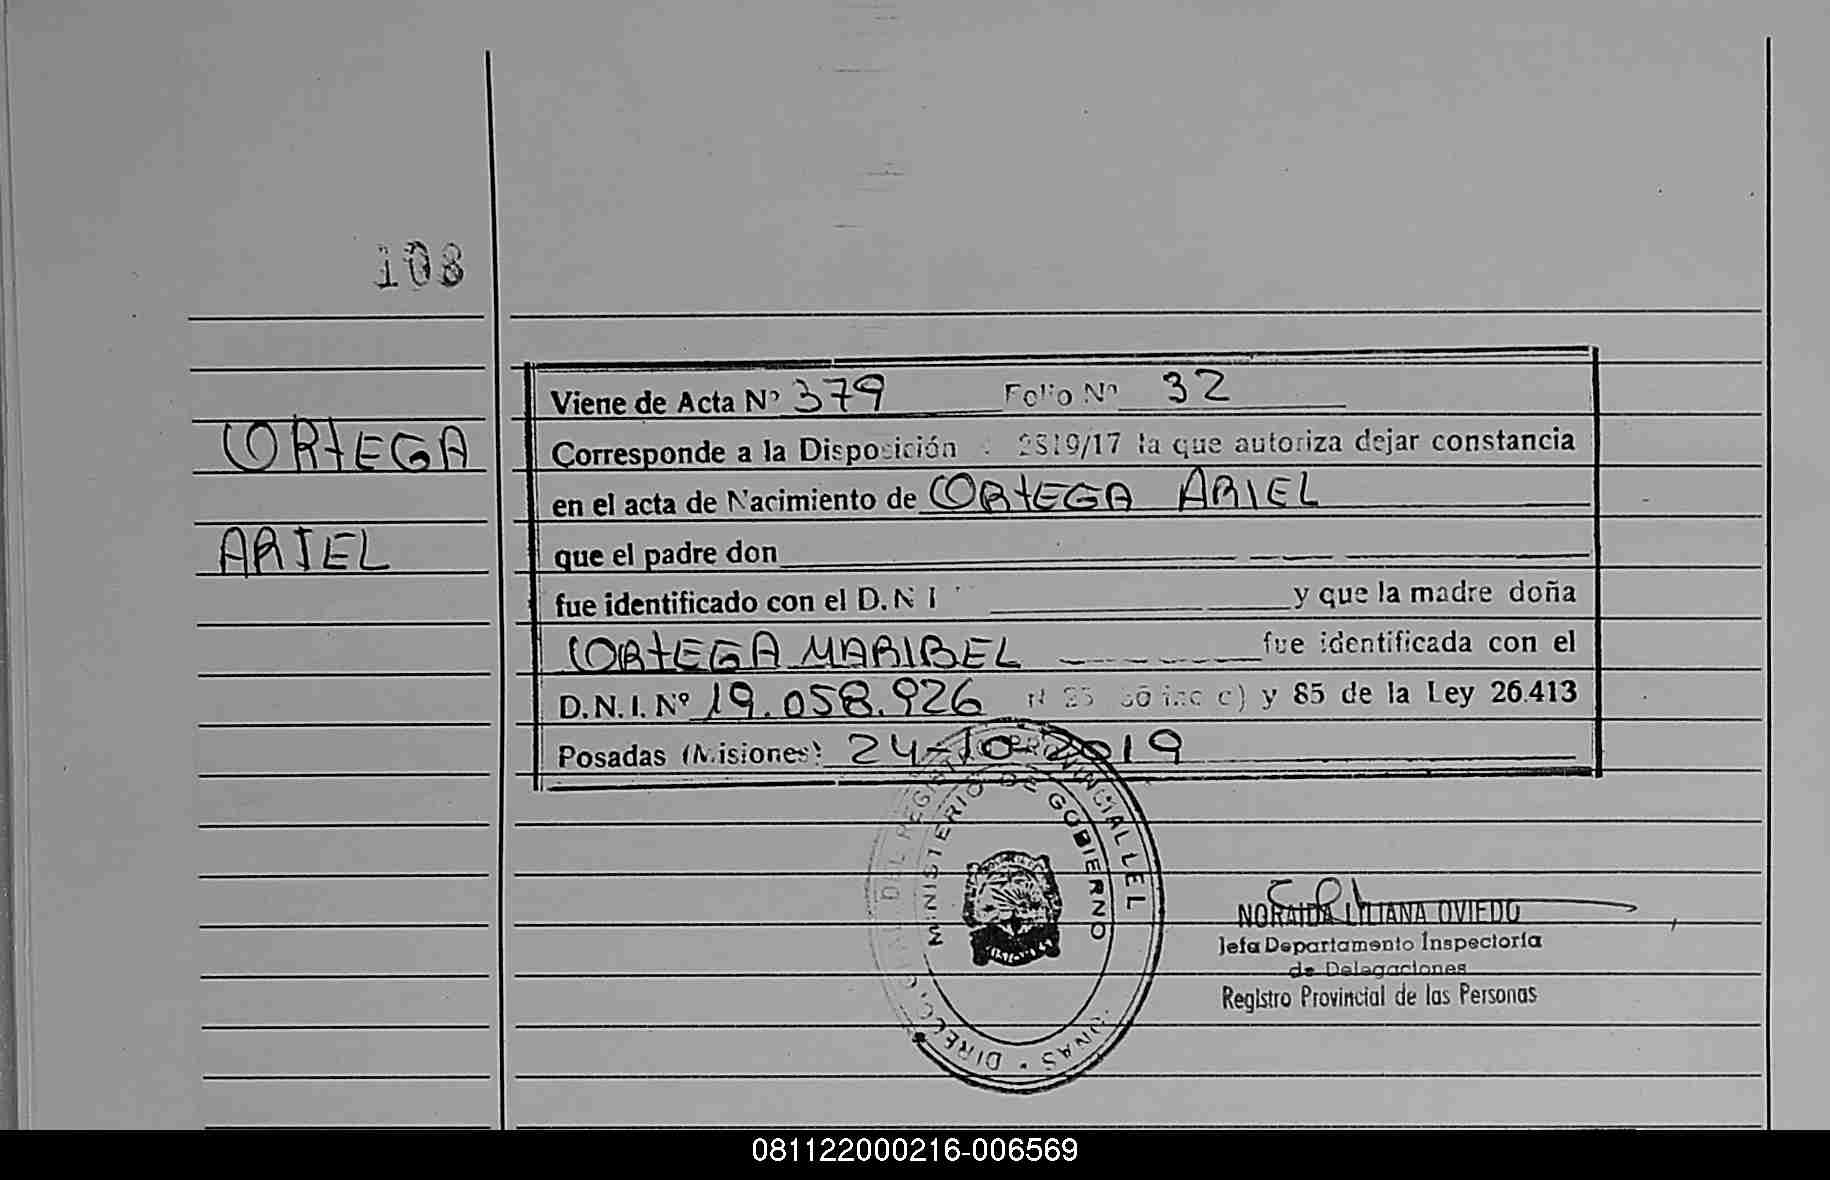 108
ORTEGA
ARIEL
Viene de Acta Nº 379 Folio Nº 32
Corresponde a la Disposición 2819/17 la que autoriza dejar constancia
en el acta de Nacimiento de ORTEGA ARIEL
que el padre don
fue identificado con el D.N.I y que la madre doña
ORTEGA MARIBEL fue identificada con el
D.N.I. Nº 19.058.926 c) y 85 de la Ley 26.413
Posadas (Misiones) 24-10-2019
MINISTERIO DE GOBIERNO
NORAIDA LILIANA OVIEDO
Jefa Departamento Inspectoría
de Delegaciones
Registro Provincial de las Personas
081122000216-006569